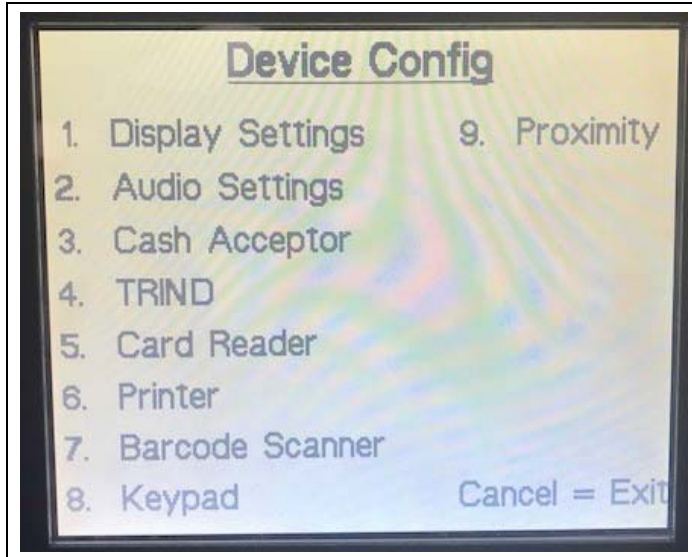 Device Config
1. Display Settings
2. Audio Settings
3. Cash Acceptor
4. TRIND
5. Card Reader
6. Printer
7. Barcode Scanner
8. Keypad
9. Proximity
Cancel = Exit